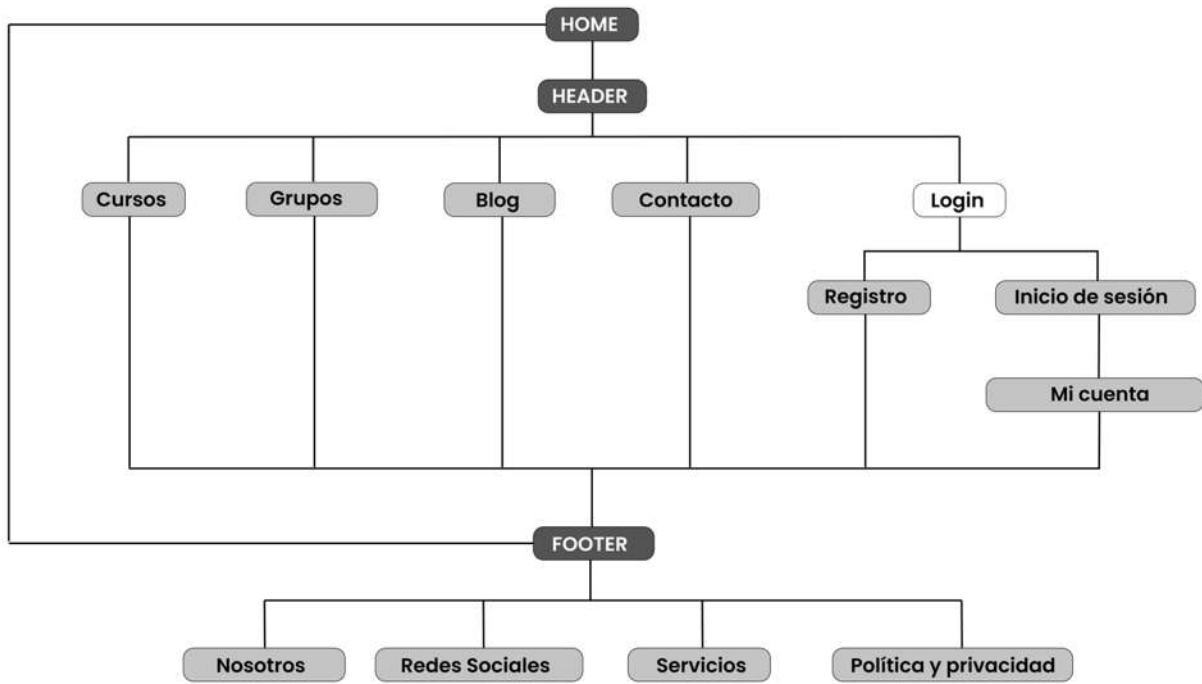 HOME
HEADER
Cursos
Grupos
Blog
Contacto
Login
Registro
Inicio de sesión
Mi cuenta
FOOTER
Nosotros
Redes Sociales
Servicios
Política y privacidad